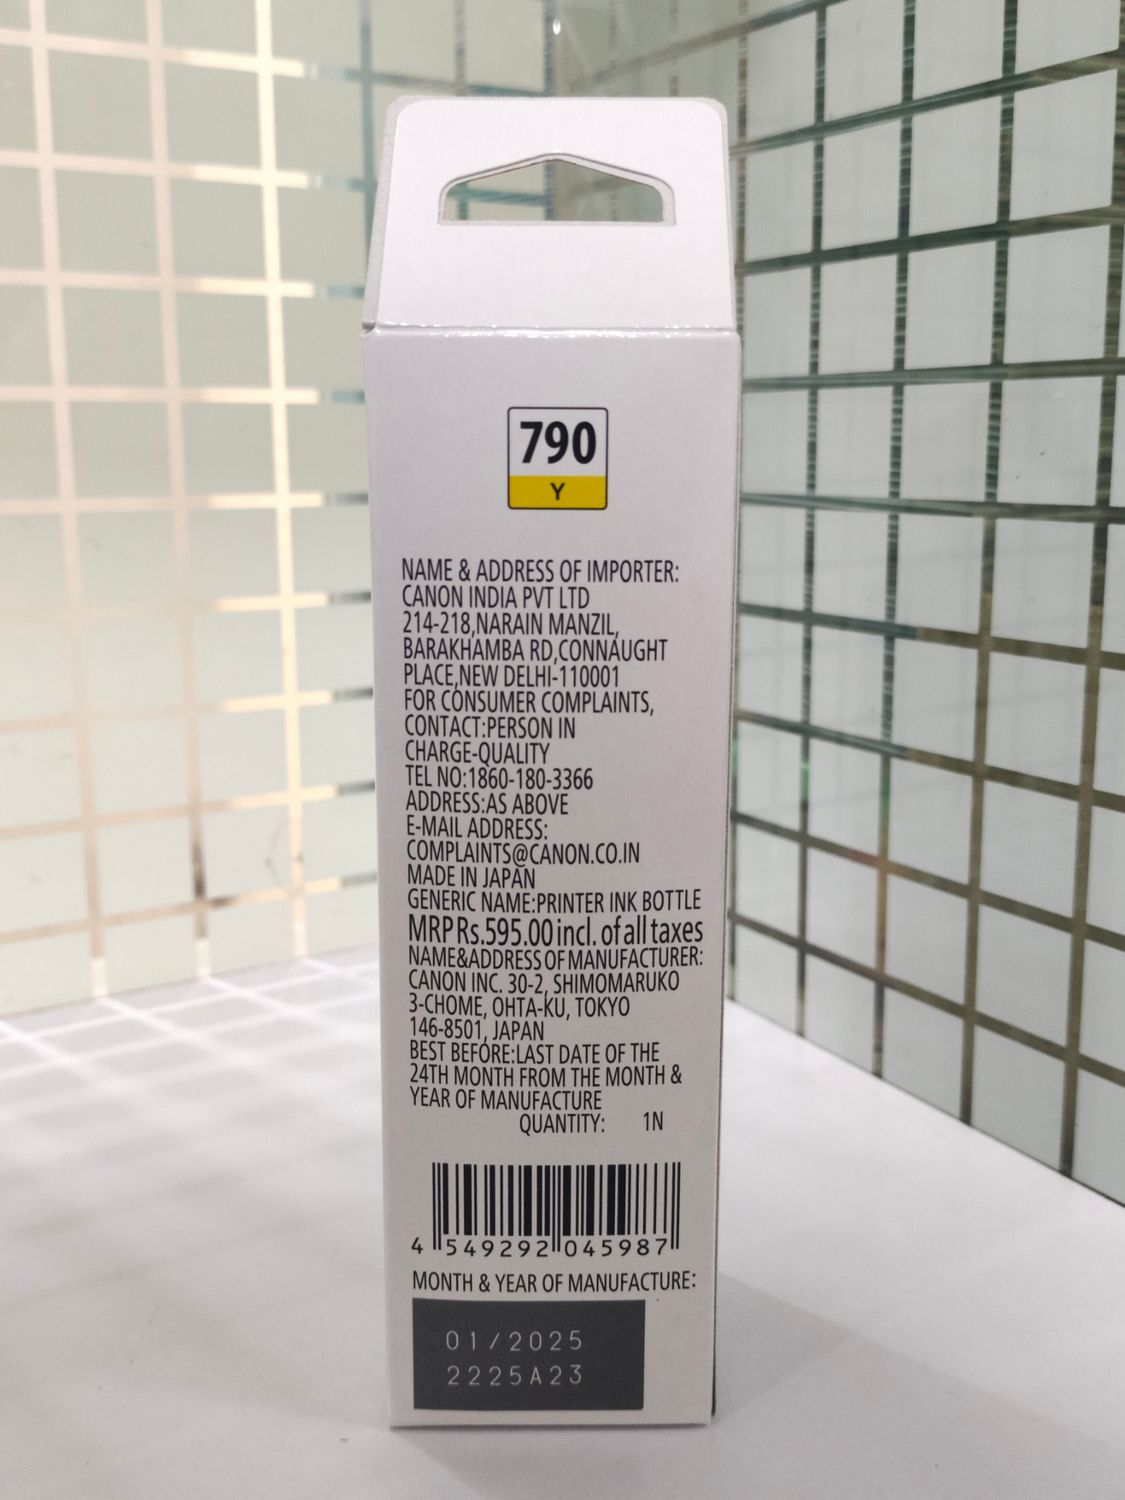 790
Y
NAME & ADDRESS OF IMPORTER:
CANON INDIA PVT LTD
214-218,NARAIN MANZIL,
BARAKHAMBA RD,CONNAUGHT
PLACE,NEW DELHI-110001
FOR CONSUMER COMPLAINTS,
CONTACT:PERSON IN
CHARGE-QUALITY
TEL NO:1860-180-3366
ADDRESS:AS ABOVE
E-MAIL ADDRESS:
COMPLAINTS@CANON.CO.IN
MADE IN JAPAN
GENERIC NAME:PRINTER INK BOTTLE
MRP Rs.595.00 incl. of all taxes
NAME&ADDRESS OF MANUFACTURER:
CANON INC. 30-2, SHIMOMARUKO
3-CHOME, OHTA-KU, TOKYO
146-8501, JAPAN
BEST BEFORE:LAST DATE OF THE
24TH MONTH FROM THE MONTH &
YEAR OF MANUFACTURE
QUANTITY: 1N
4 549292 045987
MONTH & YEAR OF MANUFACTURE:
01/2025
2225A23